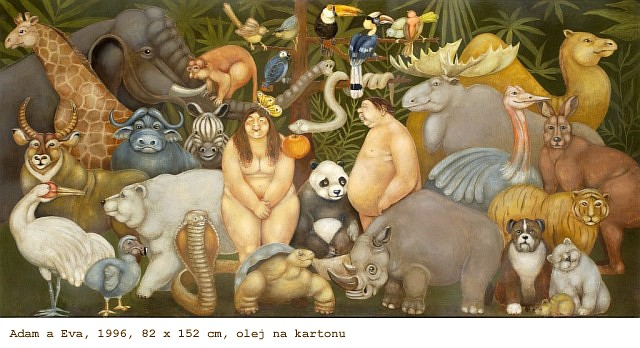 Adam a Eva, 1996, 82 x 152 cm, olej na kartonu